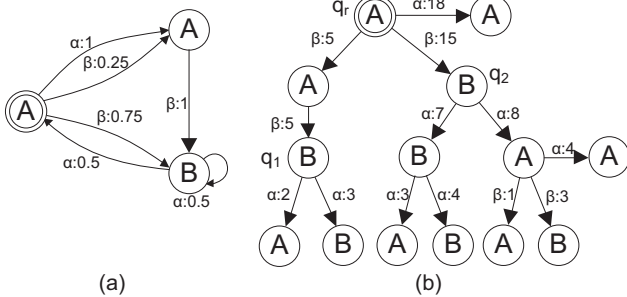 A
α:1
β:0.25
A
β:1
β:0.75
α:0.5
B
α:0.5
(a)
qr A α:18 A
β:5 β:15
A B q2
β:5 α:7 α:8
q1 B B A α:4 A
α:2 α:3 α:3 α:4 β:1 β:3
A B A B A B
(b)